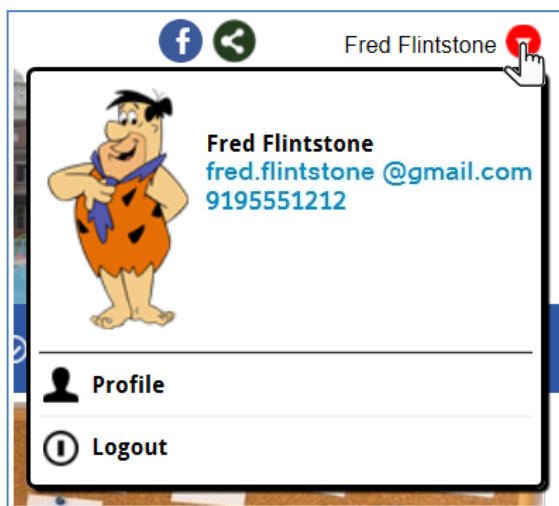 Fred Flintstone
Fred Flintstone
fred.flintstone @gmail.com
9195551212
Profile
Logout